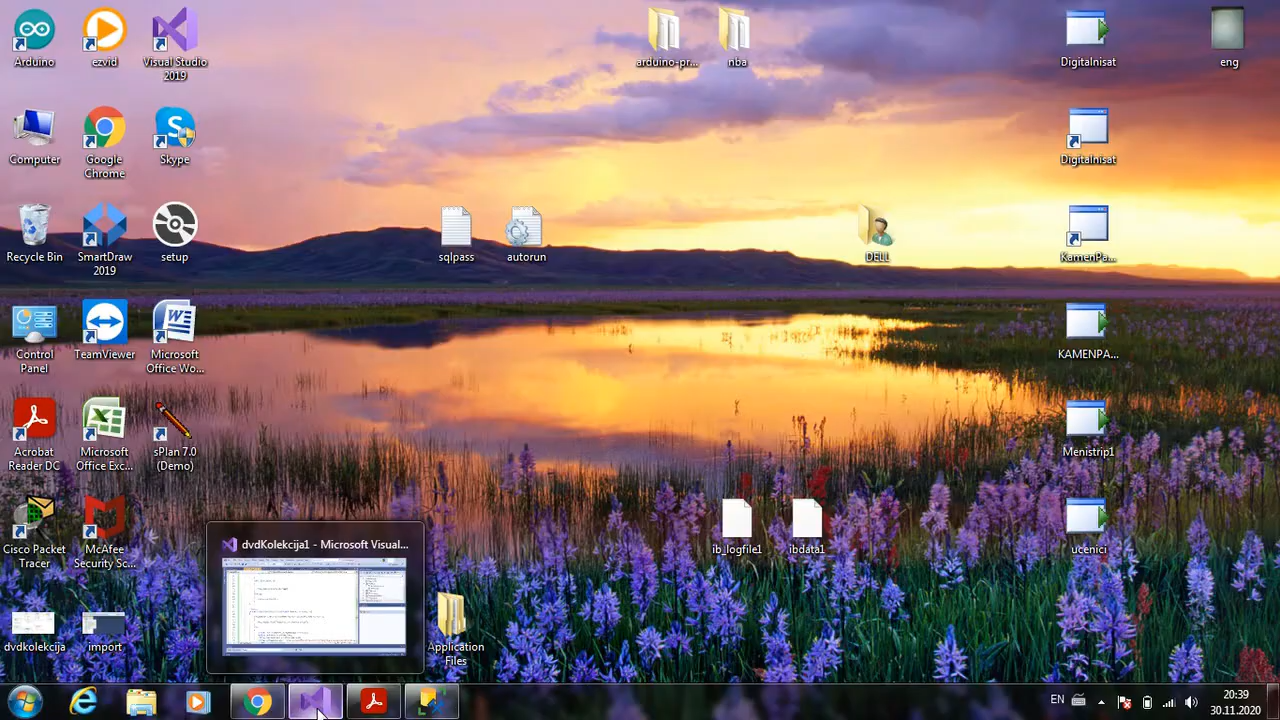 Arduino
ezvid
Visual Studio
2019
arduino-pr...
nba
Digitalnisat
eng
Computer
Google
Chrome
Skype
Digitalnisat
Recycle Bin
SmartDraw
2019
setup
sqlpass
autorun
DELL
KamenPa...
Control
Panel
TeamViewer
Microsoft
Office Wo...
KAMENPA...
Acrobat
Reader DC
Microsoft
Office Exc...
sPlan 7.0
(Demo)
Menistrip1
Cisco Packet
Tracer
McAfee
Security Sc...
dvdKolekcija1 - Microsoft Visual...
ib_logfile1
ibdata1
ucenici
dvdkolekcija
import
Application
Files
EN
20:39
30.11.2020